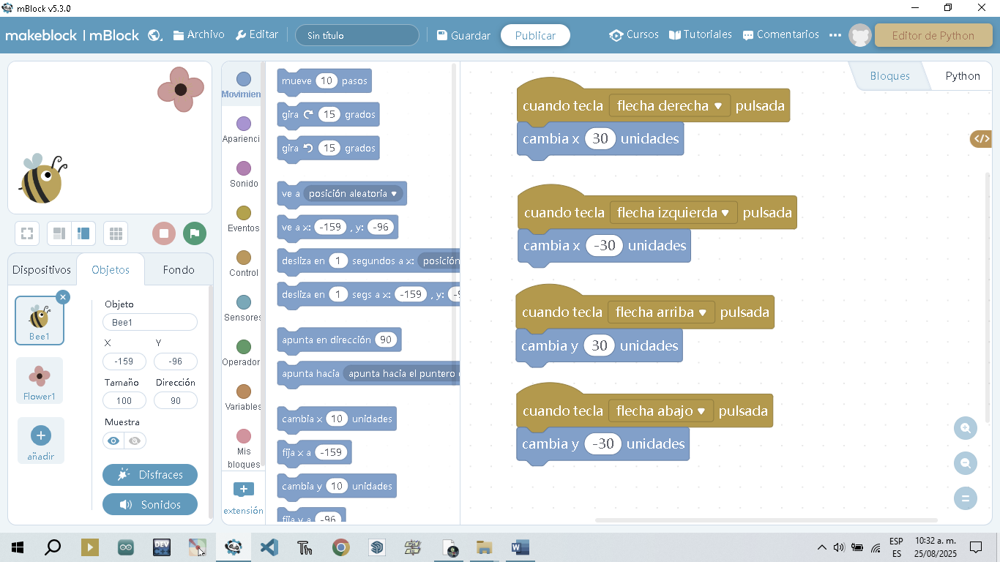 mBlock v5.3.0
makeblock | mBlock
Archivo
Editar
Sin título
Guardar
Publicar
Cursos
Tutoriales
Comentarios
Editor de Python
Dispositivos
Objetos
Fondo
Bee1
Flower1
añadir
Objeto
Bee1
X
Y
-159
-96
Tamaño
Dirección
100
90
Muestra
Disfraces
Sonidos
Movimien
Aparienci
Sonido
Eventos
Control
Sensores
Operador
Variables
Mis
bloques
extensión
mueve 10 pasos
gira 15 grados
gira 15 grados
ve a posición aleatoria
ve a x: -159 , y: -96
desliza en 1 segundos a x: posición
desliza en 1 segs a x: -159 , y: -9
apunta en dirección 90
apunta hacia apunta hacia el puntero
cambia x 10 unidades
fija x a -159
cambia y 10 unidades
fija y a -96
Bloques
Python
cuando tecla flecha derecha pulsada
cambia x 30 unidades
cuando tecla flecha izquierda pulsada
cambia x -30 unidades
cuando tecla flecha arriba pulsada
cambia y 30 unidades
cuando tecla flecha abajo pulsada
cambia y -30 unidades
</>
DEV
ESP
ES
10:32 a. m.
25/08/2025